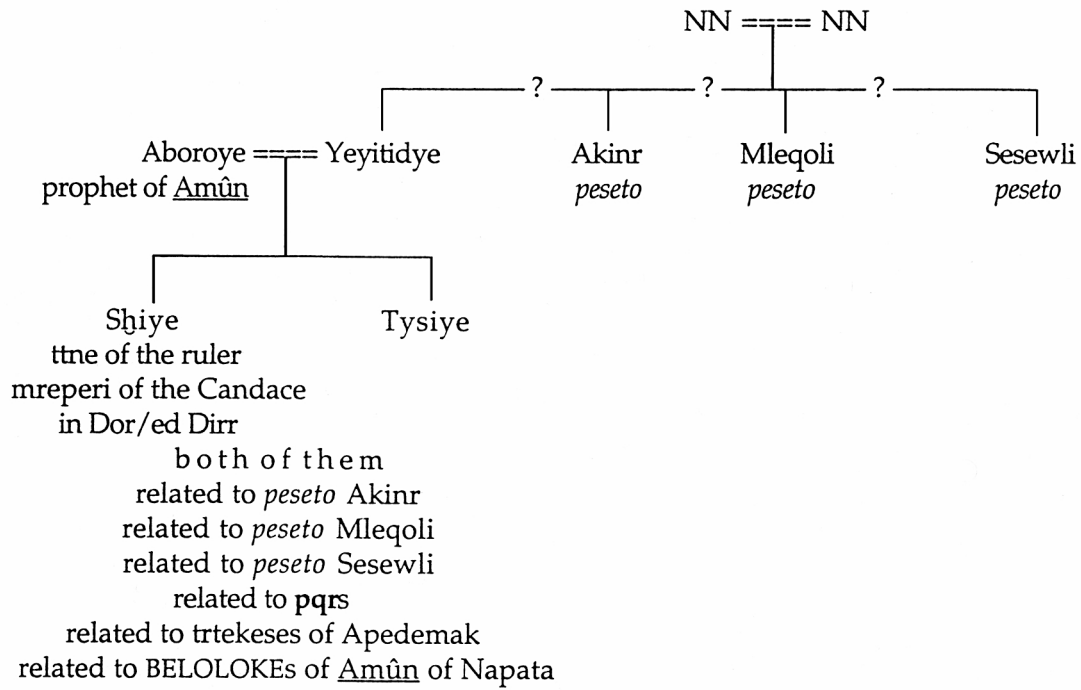 NN ==== NN
? ? ?
Aboroye ==== Yeyitidye Akinr Mleqoli Sesewli
prophet of Amûn peseto peseto peseto
Sẖiye Tysiye
ttne of the ruler
mreperi of the Candace
in Dor/ed Dirr
both of them
related to peseto Akinr
related to peseto Mleqoli
related to peseto Sesewli
related to pqrs
related to trtekeses of Apedemak
related to BELOLOKEs of Amûn of Napata